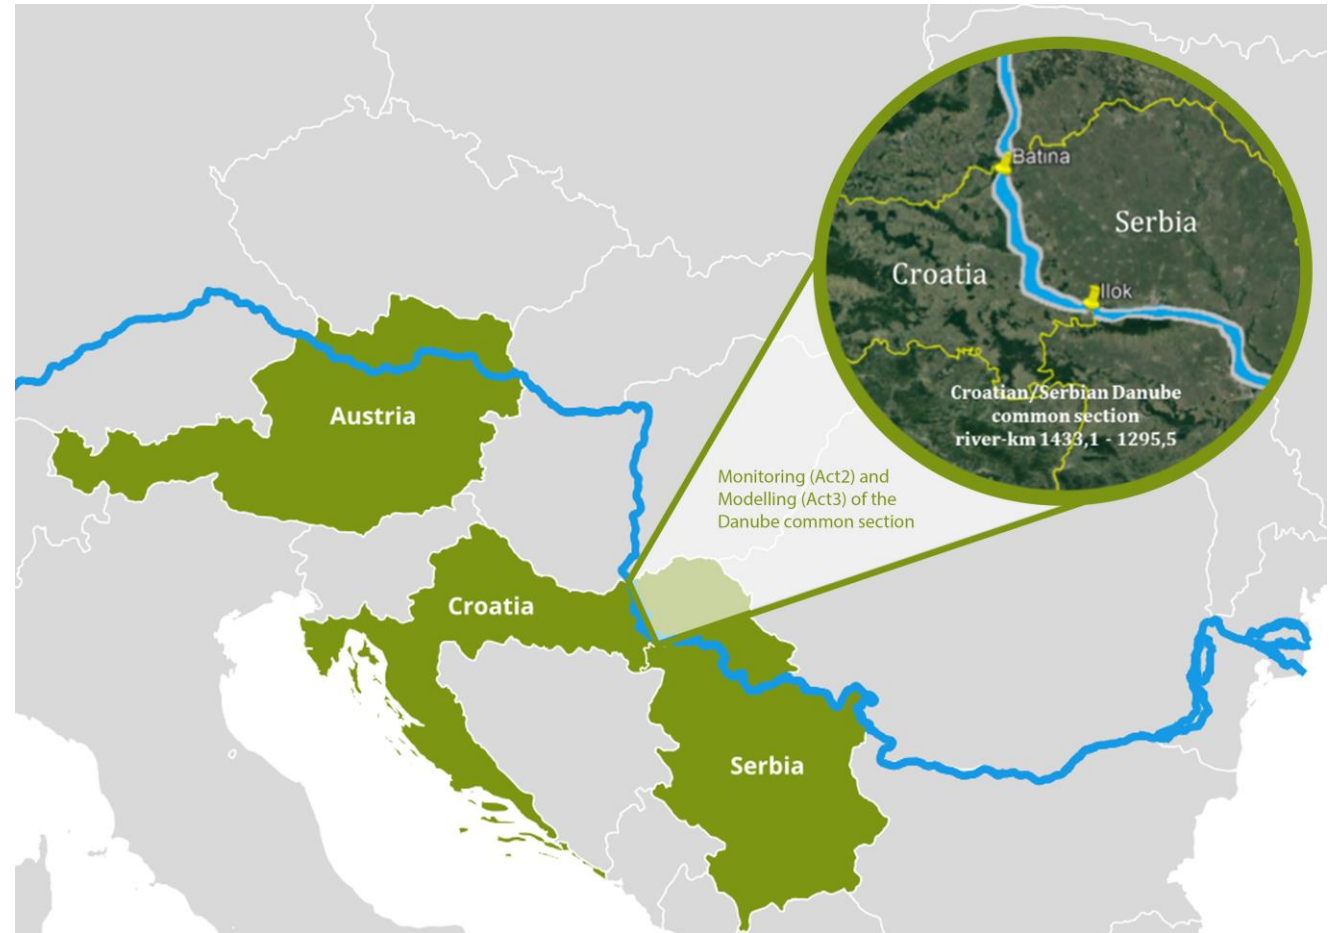 Batina
Serbia
Croatia
Ilok
Croatian/Serbian Danube
common section
river-km 1433,1 - 1295,5
Austria
Monitoring (Act2) and
Modelling (Act3) of the
Danube common section
Croatia
Serbia